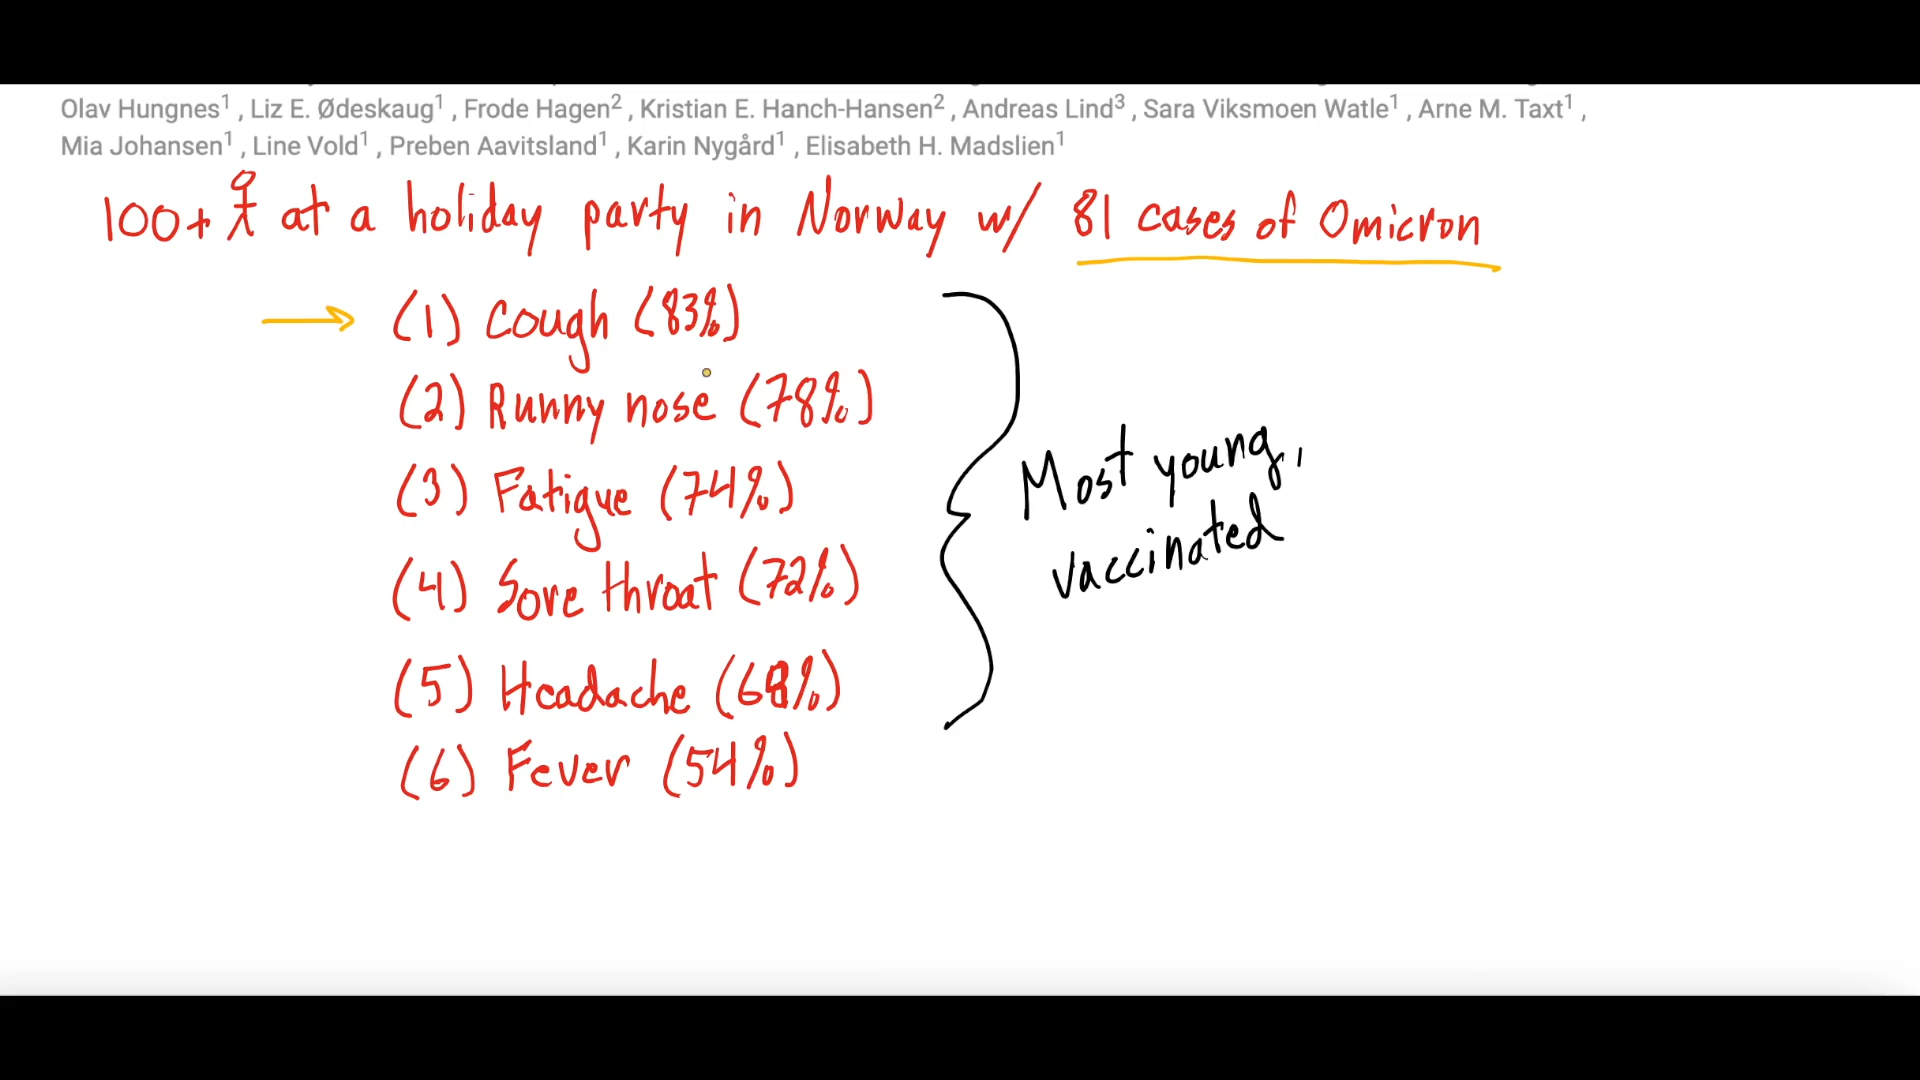 Olav Hungnes1 , Liz E. Ødeskaug1 , Frode Hagen2 , Kristian E. Hanch-Hansen2 , Andreas Lind3 , Sara Viksmoen Watle1 , Arne M. Taxt1 ,
Mia Johansen1 , Line Vold1 , Preben Aavitsland1 , Karin Nygård1 , Elisabeth H. Madslien1
100+ at a holiday party in Norway w/ 81 cases of Omicron
(1) Cough (83%)
(2) Runny nose (78%)
(3) Fatigue (74%)
(4) Sore throat (72%)
(5) Headache (68%)
(6) Fever (54%)
Most young,
vaccinated